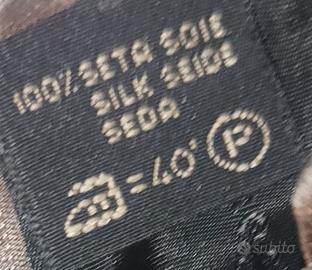 100% SETA SOIE
SILK SEIDE
SEDA
= 40° P
subito